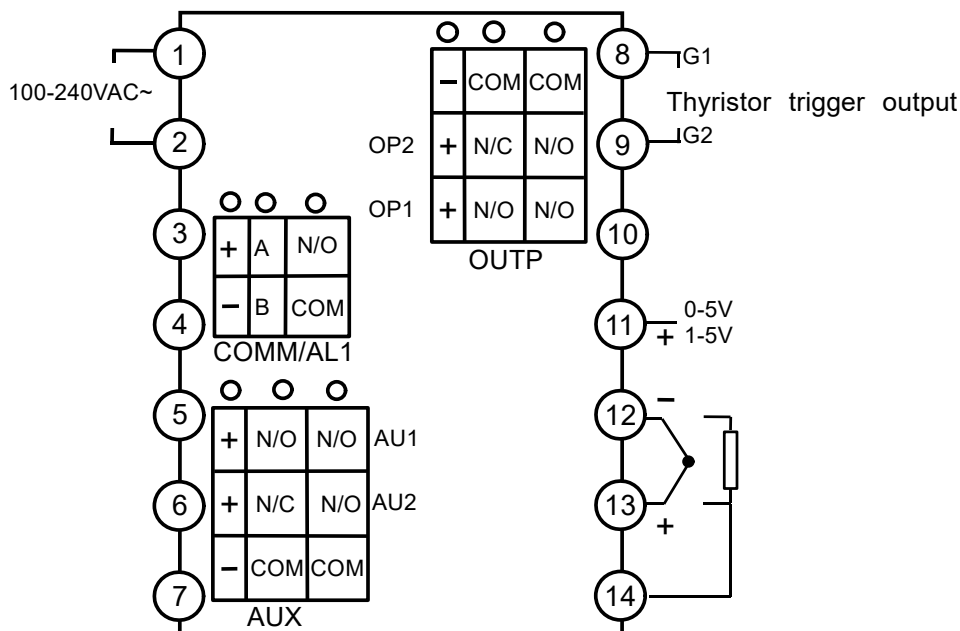 1
100-240VAC~
2
3
4
5
6
7
− COM COM
OP2 + N/C N/O
OP1 + N/O N/O
OUTP
+ A N/O
− B COM
COMM/AL1
+ N/O N/O AU1
+ N/C N/O AU2
− COM COM
AUX
8 G1
Thyristor trigger output
9 G2
10
11 0-5V
+ 1-5V
12 −
13 +
14